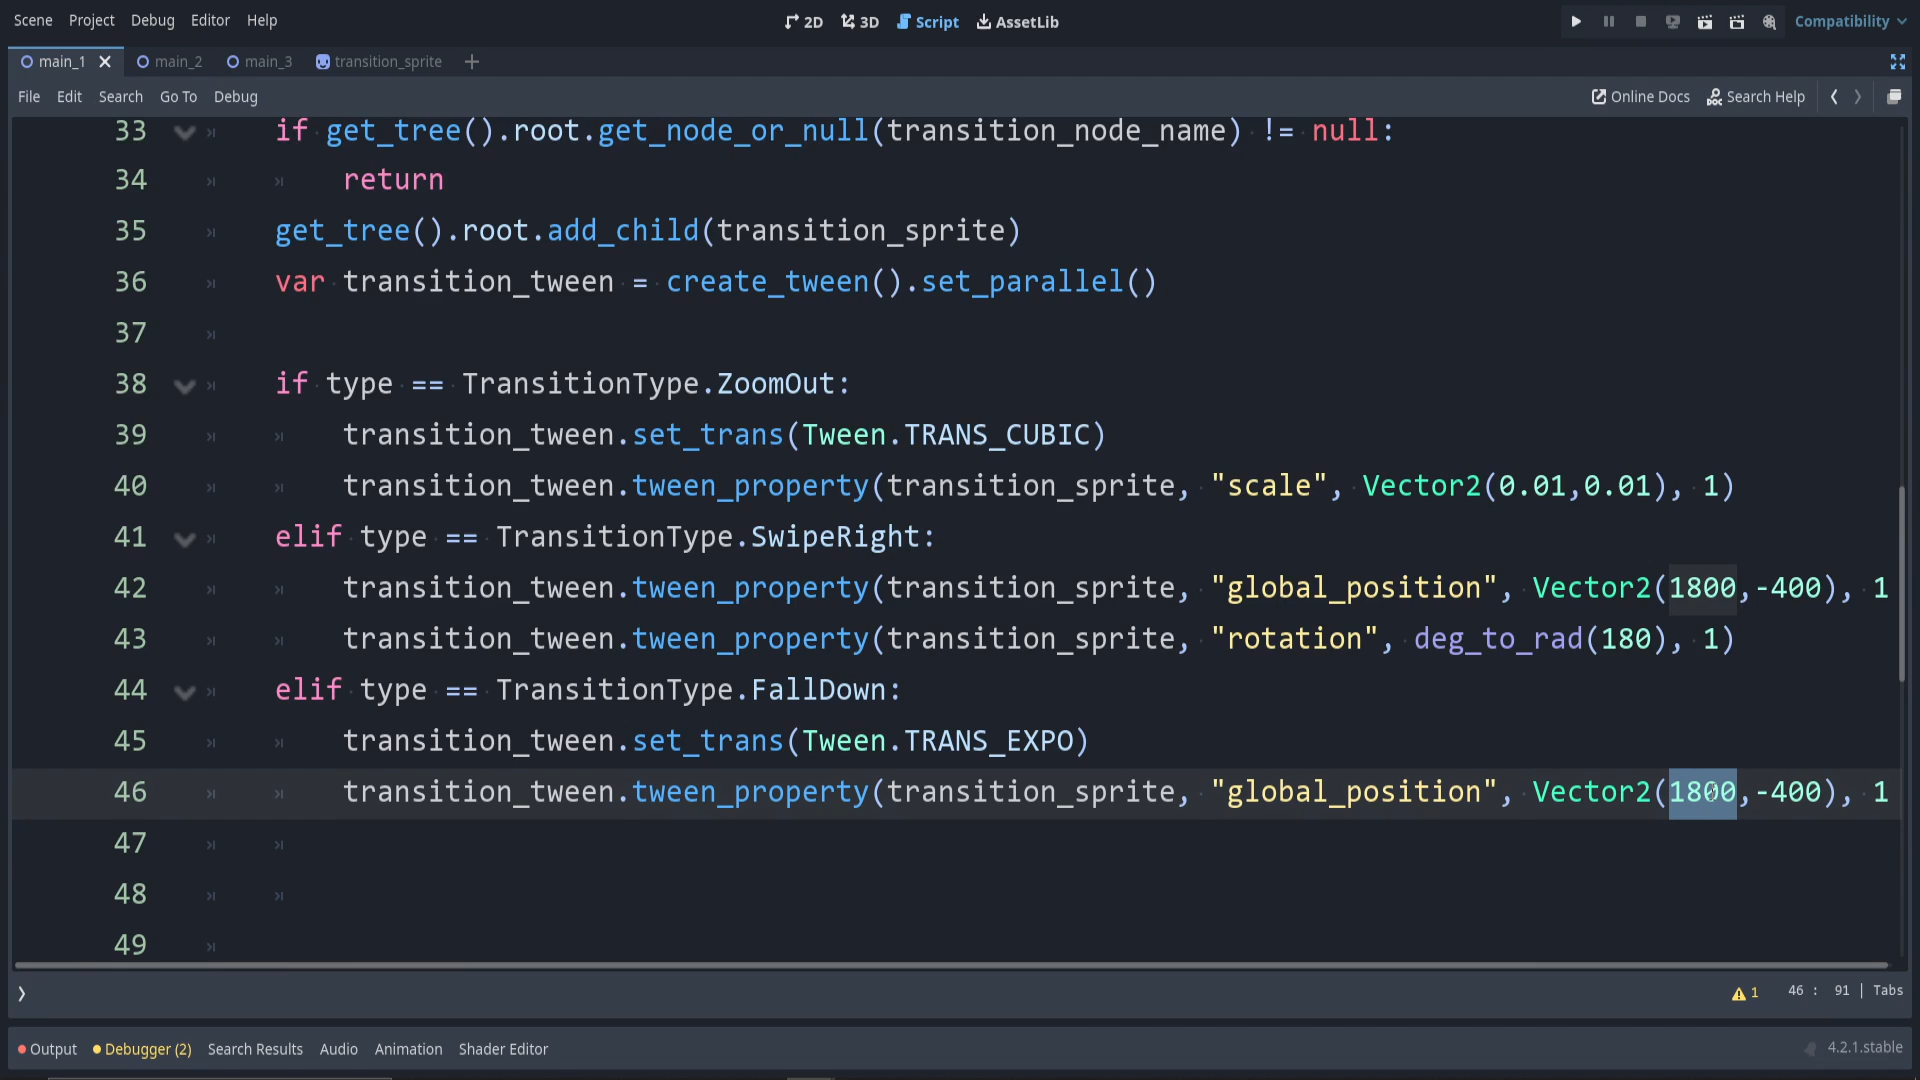 Scene Project Debug Editor Help 2D 3D Script AssetLib Compatibility
main_1 main_2 main_3 transition_sprite
File Edit Search Go To Debug Online Docs Search Help
33 if get_tree().root.get_node_or_null(transition_node_name) != null:
34 return
35 get_tree().root.add_child(transition_sprite)
36 var transition_tween = create_tween().set_parallel()
37
38 if type == TransitionType.ZoomOut:
39 transition_tween.set_trans(Tween.TRANS_CUBIC)
40 transition_tween.tween_property(transition_sprite, "scale", Vector2(0.01,0.01), 1)
41 elif type == TransitionType.SwipeRight:
42 transition_tween.tween_property(transition_sprite, "global_position", Vector2(1800,-400), 1
43 transition_tween.tween_property(transition_sprite, "rotation", deg_to_rad(180), 1)
44 elif type == TransitionType.FallDown:
45 transition_tween.set_trans(Tween.TRANS_EXPO)
46 transition_tween.tween_property(transition_sprite, "global_position", Vector2(1800,-400), 1
47
48
49
1 46 : 91 | Tabs
Output Debugger (2) Search Results Audio Animation Shader Editor 4.2.1.stable